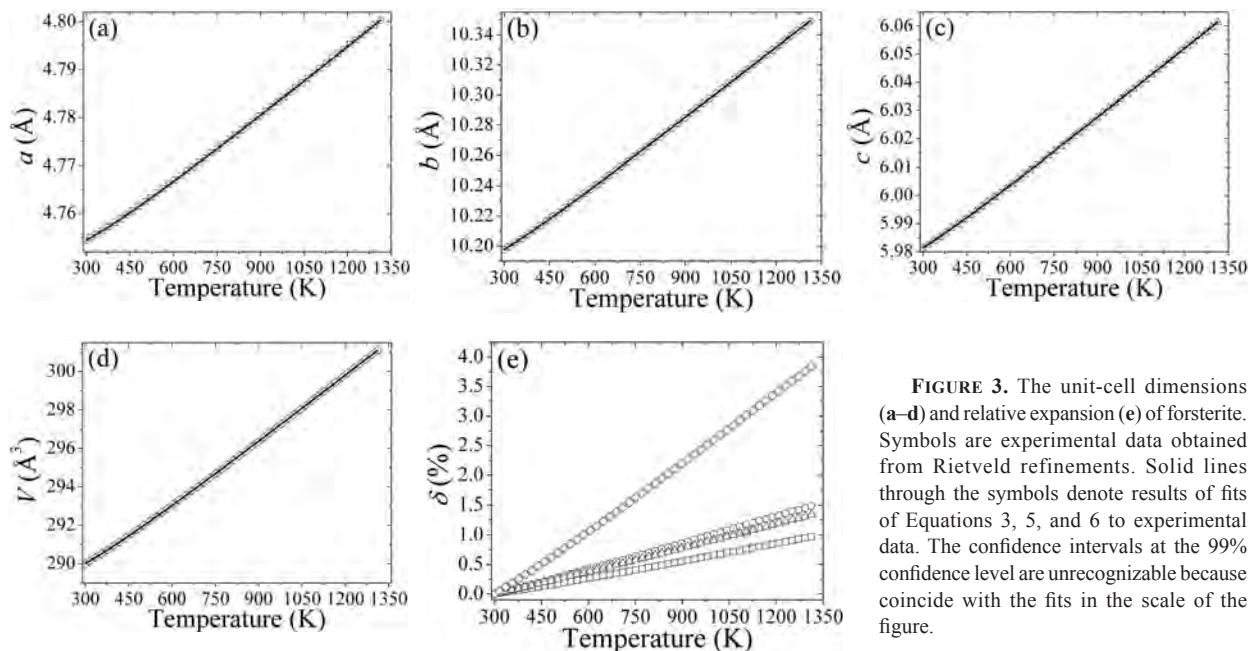 (a)
4.80
4.79
4.78
4.77
4.76
a (Å)
300 450 600 750 900 1050 1200 1350
Temperature (K)
(b)
10.34
10.32
10.30
10.28
10.26
10.24
10.22
10.20
b (Å)
300 450 600 750 900 1050 1200 1350
Temperature (K)
(c)
6.06
6.05
6.04
6.03
6.02
6.01
6.00
5.99
5.98
c (Å)
300 450 600 750 900 1050 1200 1350
Temperature (K)
(d)
300
298
296
294
292
290
V (Å³)
300 450 600 750 900 1050 1200 1350
Temperature (K)
(e)
4.0
3.5
3.0
2.5
2.0
1.5
1.0
0.5
0.0
δ (%)
300 450 600 750 900 1050 1200 1350
Temperature (K)
FIGURE 3. The unit-cell dimensions
(a–d) and relative expansion (e) of forsterite.
Symbols are experimental data obtained
from Rietveld refinements. Solid lines
through the symbols denote results of fits
of Equations 3, 5, and 6 to experimental
data. The confidence intervals at the 99%
confidence level are unrecognizable because
coincide with the fits in the scale of the
figure.